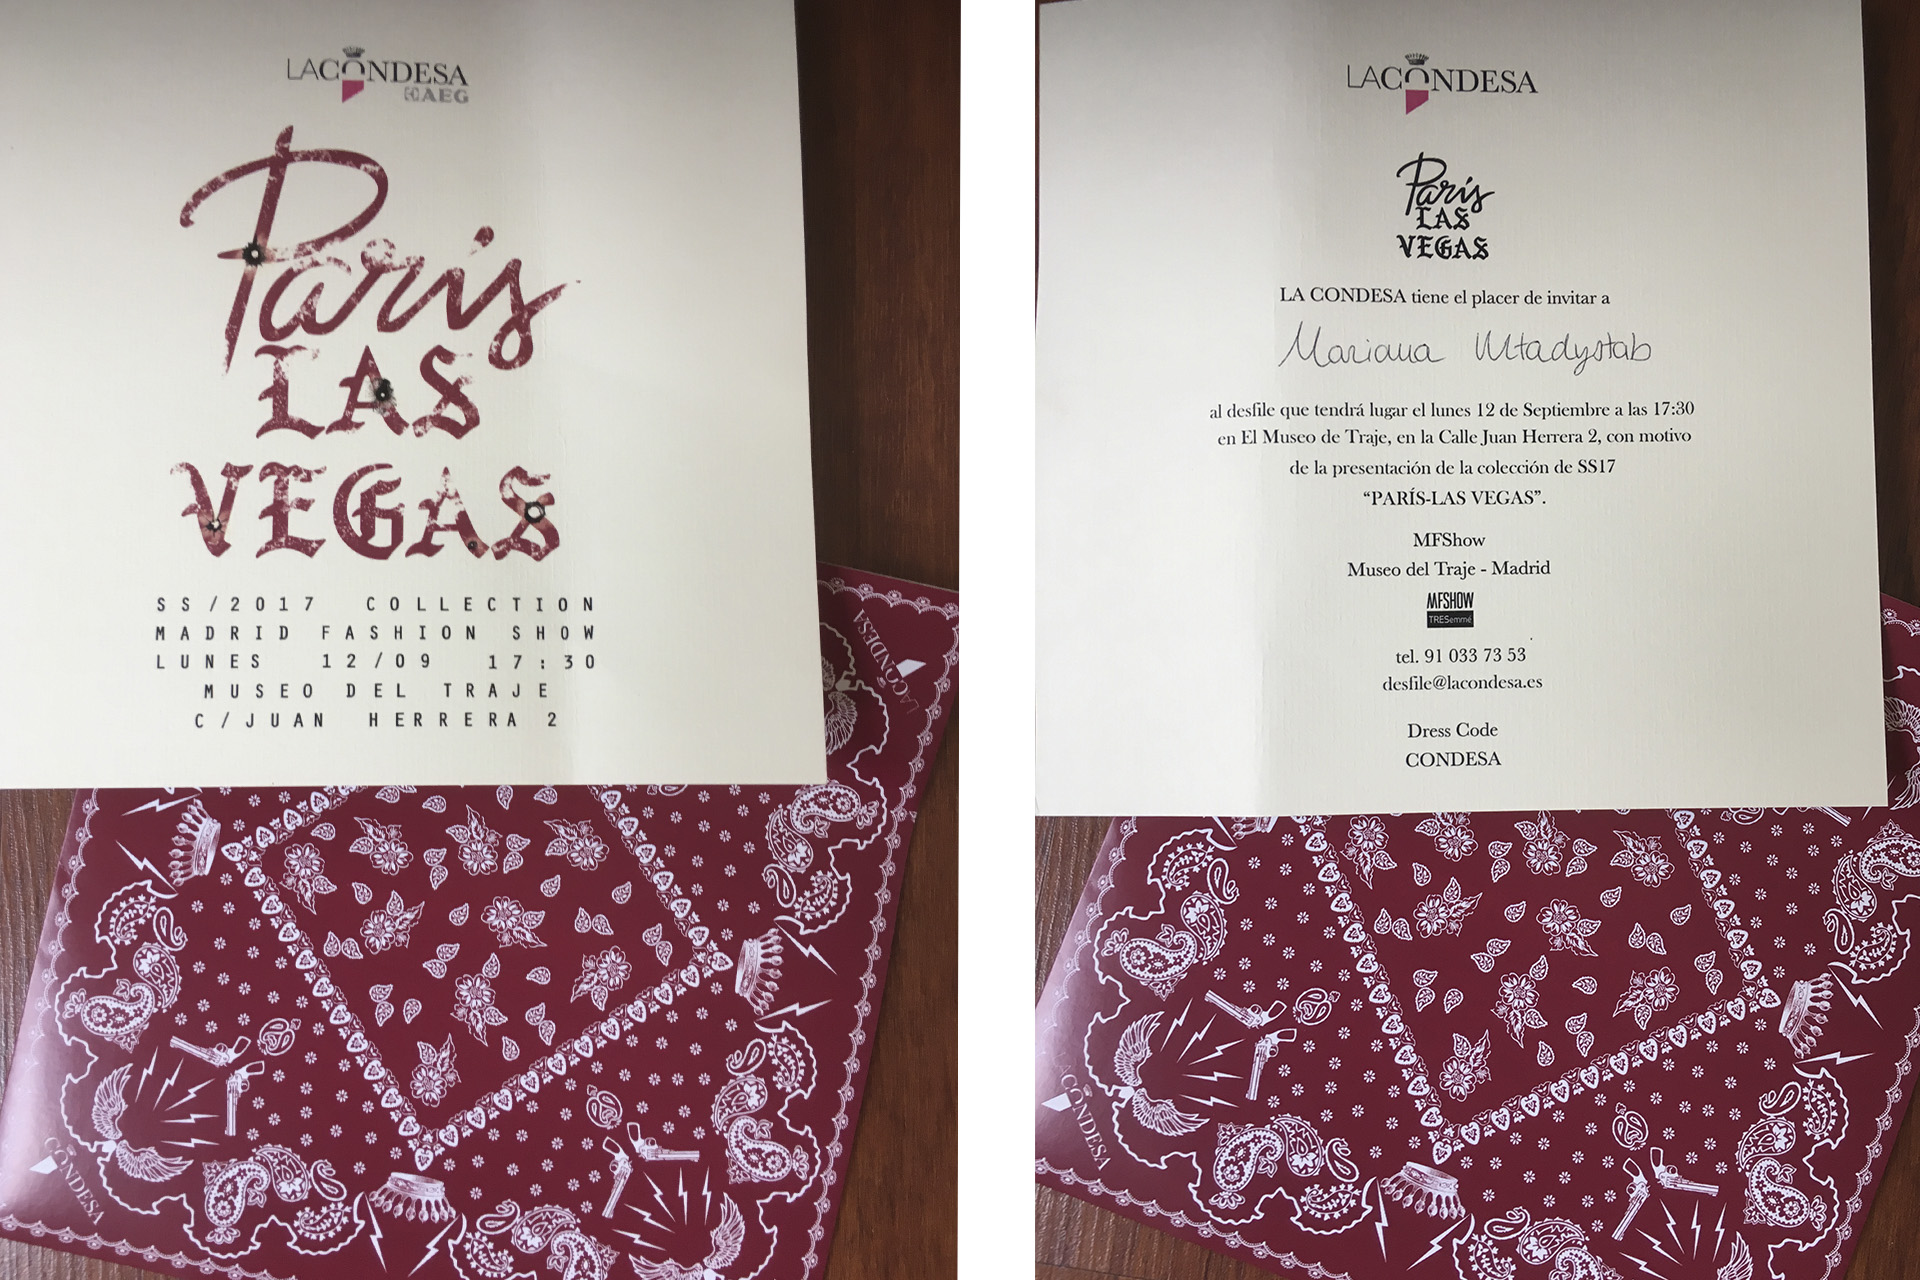 LACONDESA
AEG
París
LAS
VEGAS
SS/2017 COLLECTION
MADRID FASHION SHOW
LUNES 12/09 17:30
MUSEO DEL TRAJE
C/JUAN HERRERA 2
LACONDESA
LACONDESA
LACONDESA
París
LAS
VEGAS
LA CONDESA tiene el placer de invitar a
Mariana Mtadystab
al desfile que tendrá lugar el lunes 12 de Septiembre a las 17:30
en El Museo de Traje, en la Calle Juan Herrera 2, con motivo
de la presentación de la colección de SS17
“PARÍS-LAS VEGAS”.
MFShow
Museo del Traje - Madrid
MFSHOW
TRESemmé
tel. 91 033 73 53
desfile@lacondesa.es
Dress Code
CONDESA
LACONDESA